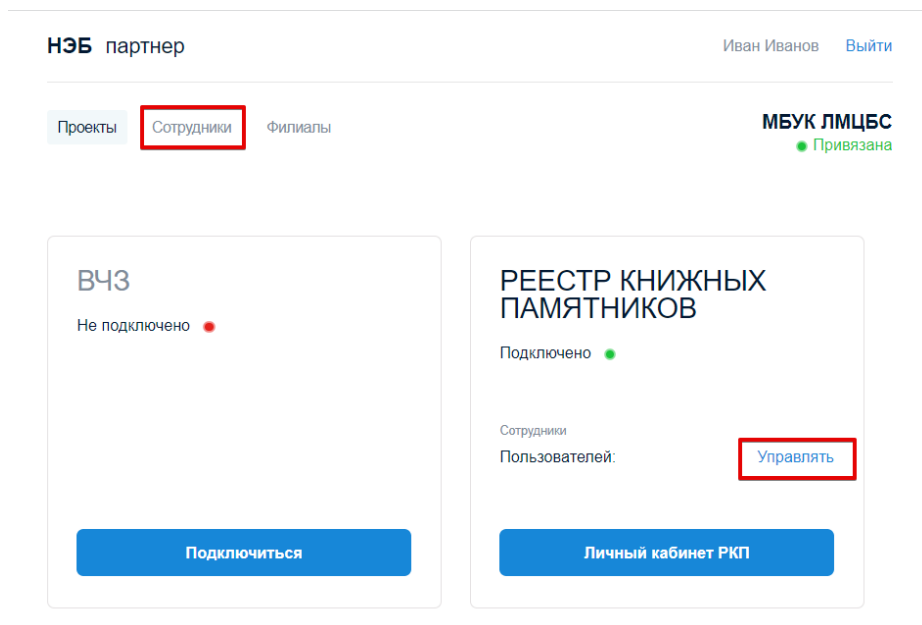 НЭБ партнер
Иван Иванов Выйти
Проекты Сотрудники Филиалы
МБУК ЛМЦБС
Привязана
ВЧЗ
Не подключено
Подключиться
РЕЕСТР КНИЖНЫХ
ПАМЯТНИКОВ
Подключено
Сотрудники
Пользователей: Управлять
Личный кабинет РКП